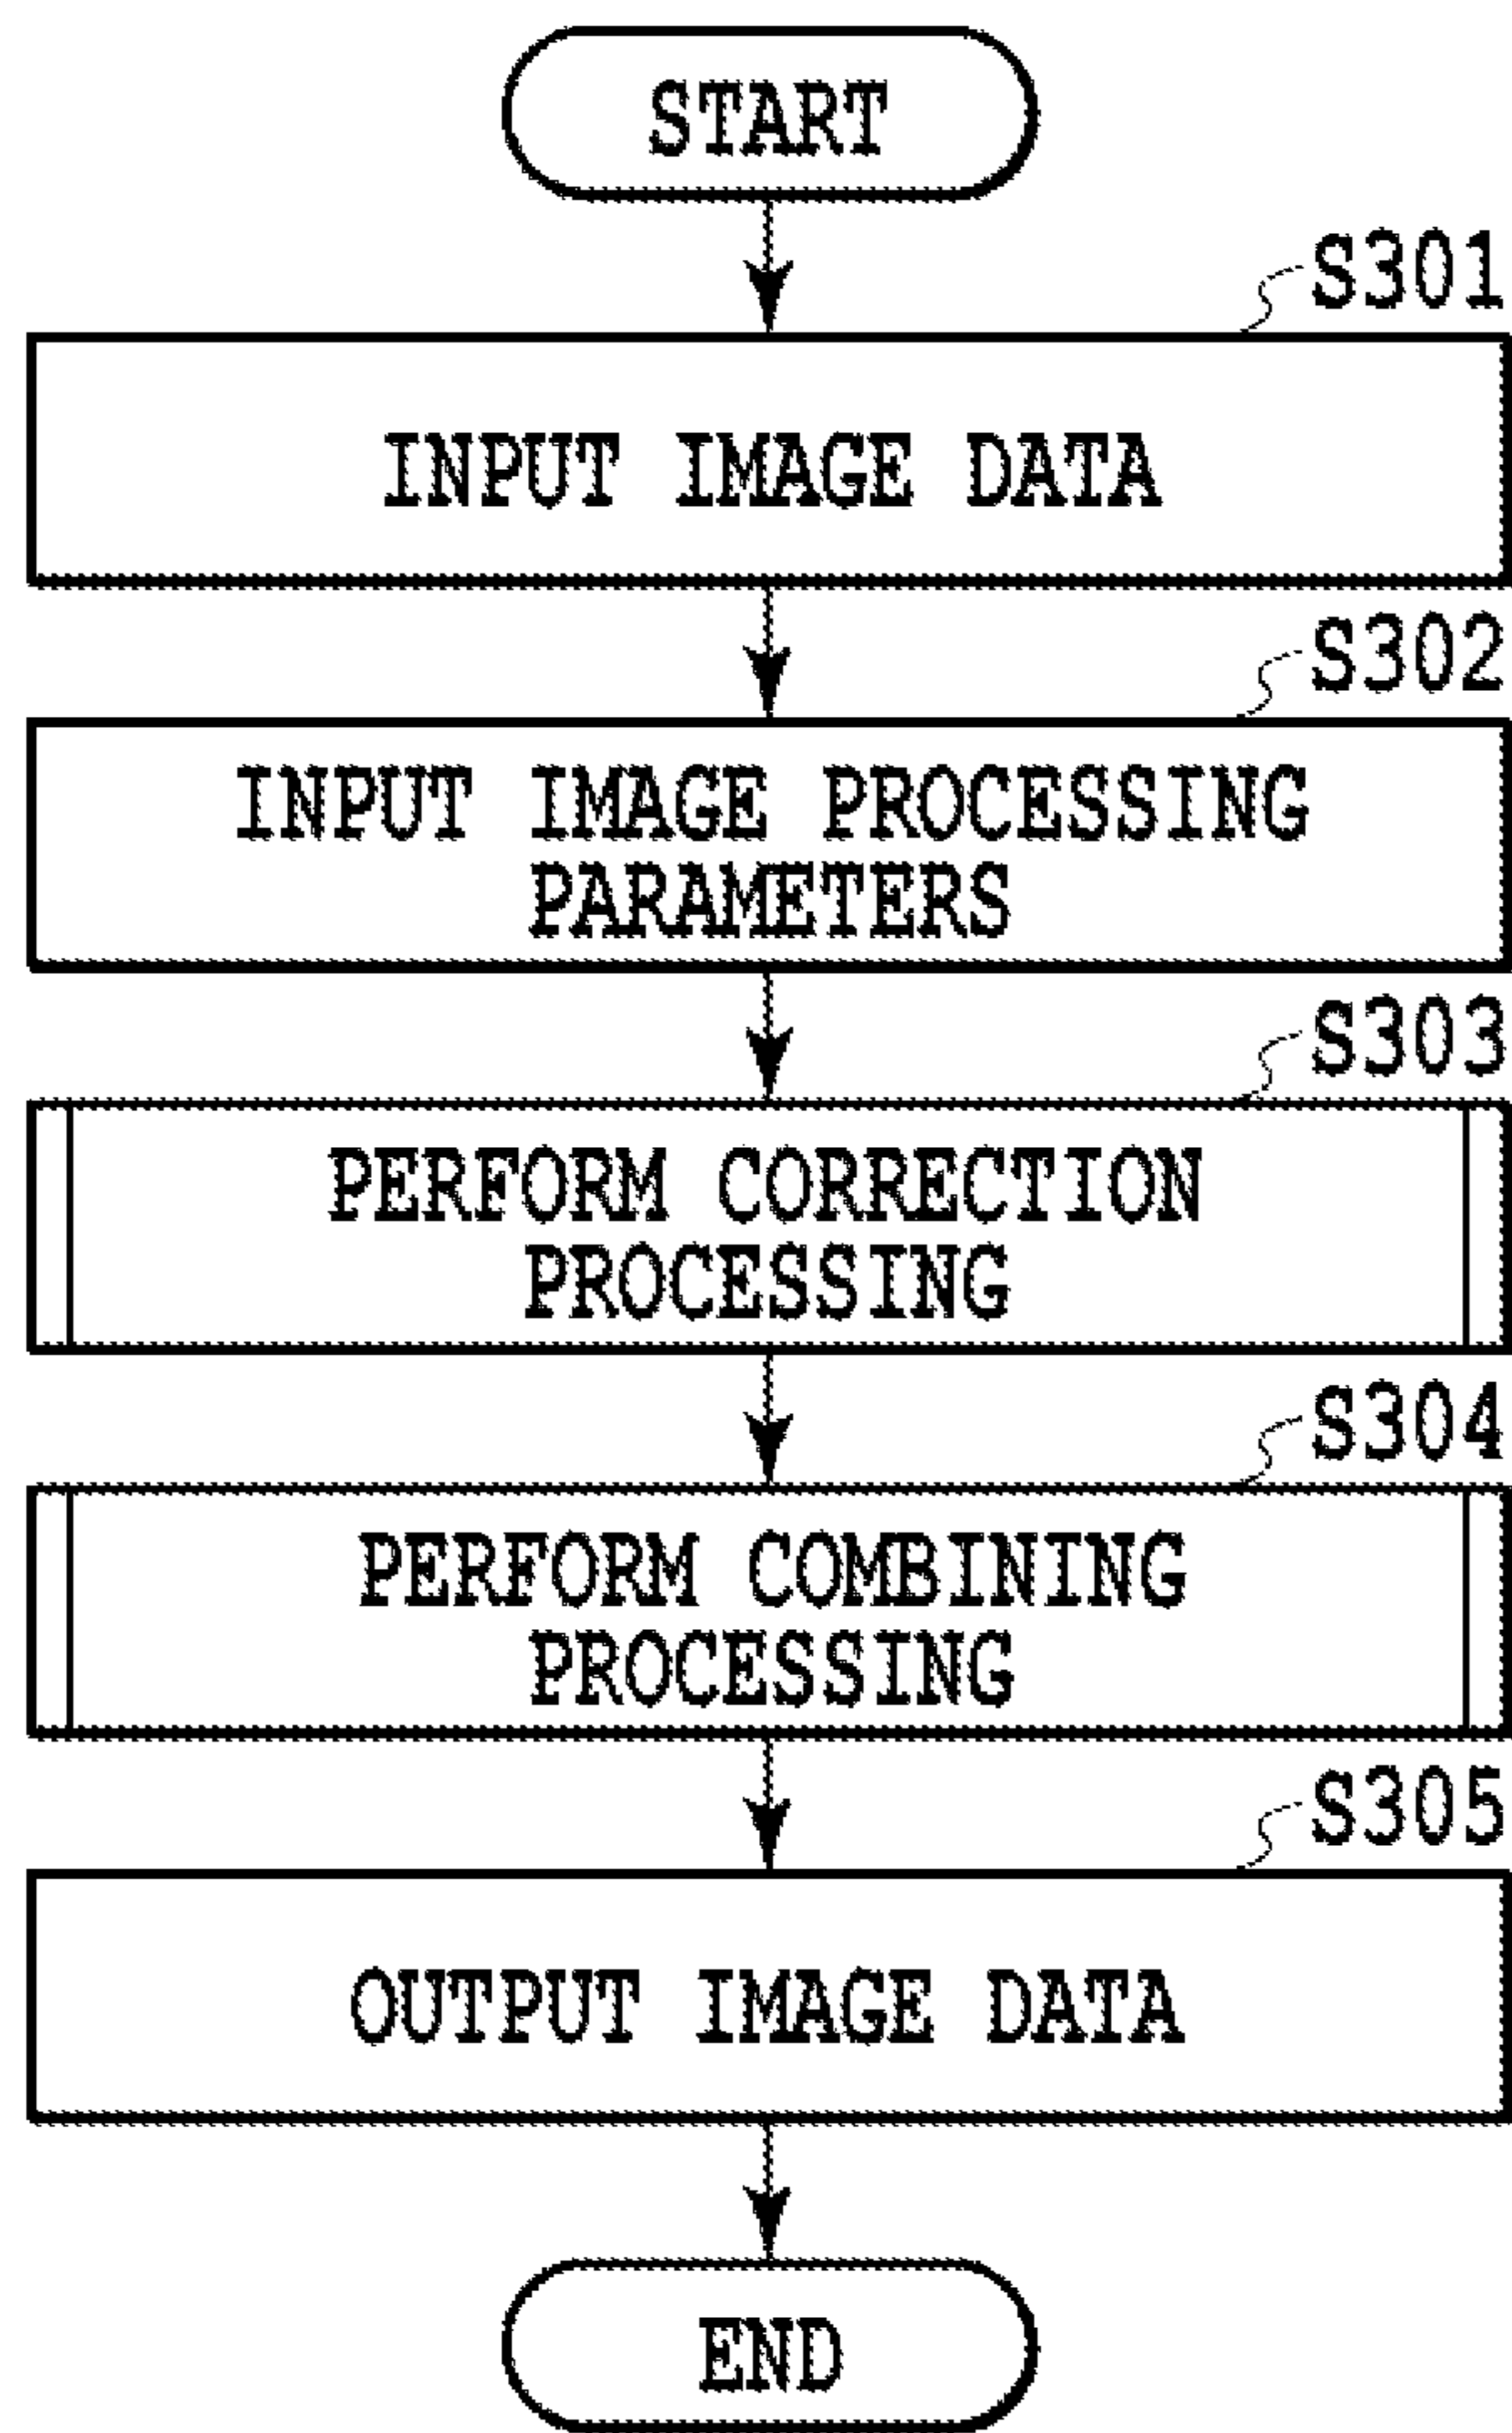 START
S301
INPUT IMAGE DATA
S302
INPUT IMAGE PROCESSING
PARAMETERS
S303
PERFORM CORRECTION
PROCESSING
S304
PERFORM COMBINING
PROCESSING
S305
OUTPUT IMAGE DATA
END